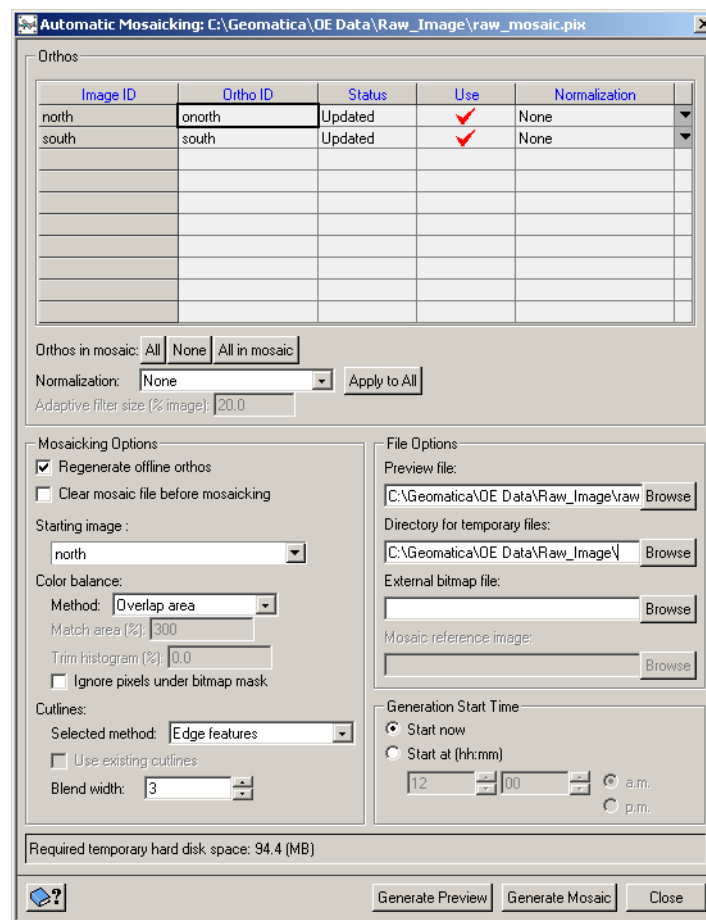 Automatic Mosaicking: C:\Geomatica\OE Data\Raw_Image\raw_mosaic.pix
Orthos
Image ID Ortho ID Status Use Normalization
north onorth Updated None
south south Updated None
Orthos in mosaic: All None All in mosaic
Normalization: None Apply to All
Adaptive filter size (% image): 20.0
Mosaicking Options
Regenerate offline orthos
Clear mosaic file before mosaicking
Starting image :
north
Color balance:
Method: Overlap area
Match area (%): 300
Trim histogram (%): 0.0
Ignore pixels under bitmap mask
Cutlines:
Selected method: Edge features
Use existing cutlines
Blend width: 3
File Options
Preview file:
C:\Geomatica\OE Data\Raw_Image\raw Browse
Directory for temporary files:
C:\Geomatica\OE Data\Raw_Image\ Browse
External bitmap file:
Browse
Mosaic reference image:
Browse
Generation Start Time
Start now
Start at (hh:mm)
12 00 a.m.
p.m.
Required temporary hard disk space: 94.4 (MB)
? Generate Preview Generate Mosaic Close